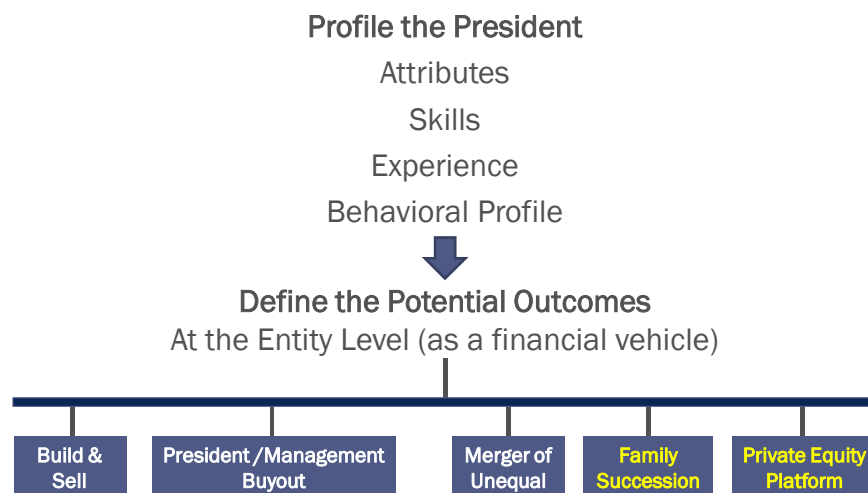 Profile the President
Attributes
Skills
Experience
Behavioral Profile
Define the Potential Outcomes
At the Entity Level (as a financial vehicle)
Build &
Sell
President /Management
Buyout
Merger of
Unequal
Family
Succession
Private Equity
Platform